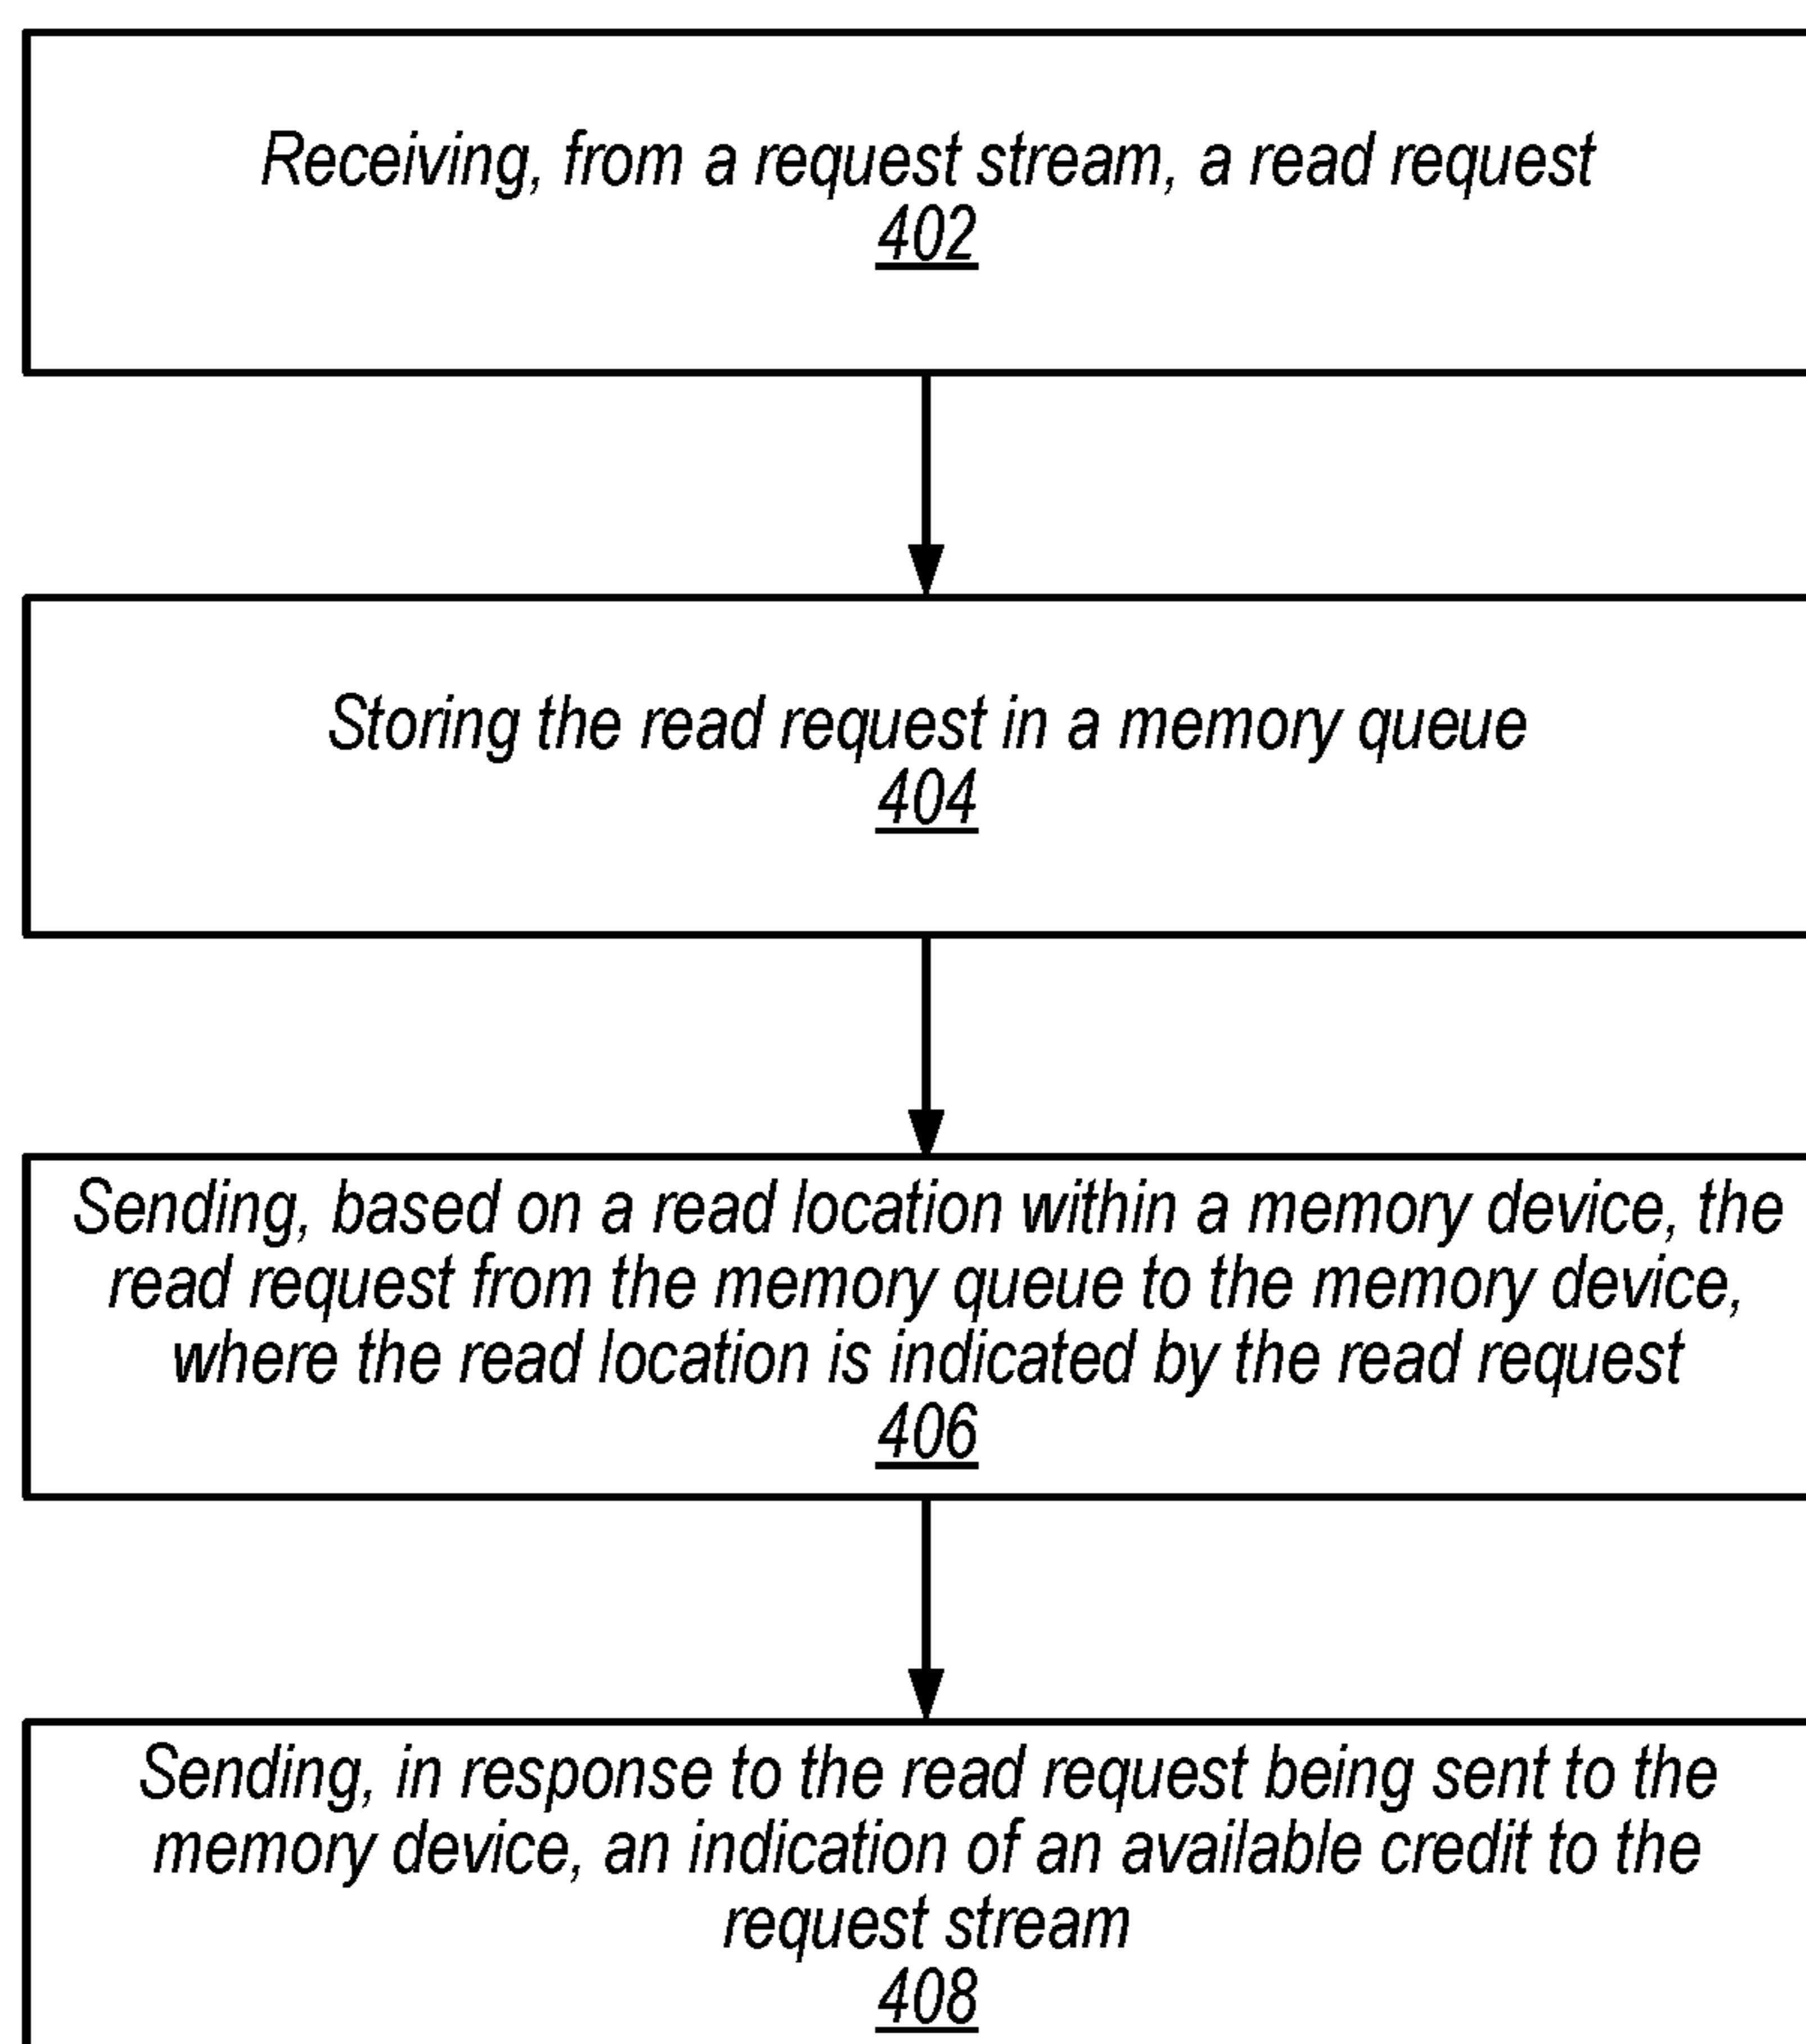 Receiving, from a request stream, a read request
402
Storing the read request in a memory queue
404
Sending, based on a read location within a memory device, the
read request from the memory queue to the memory device,
where the read location is indicated by the read request
406
Sending, in response to the read request being sent to the
memory device, an indication of an available credit to the
request stream
408